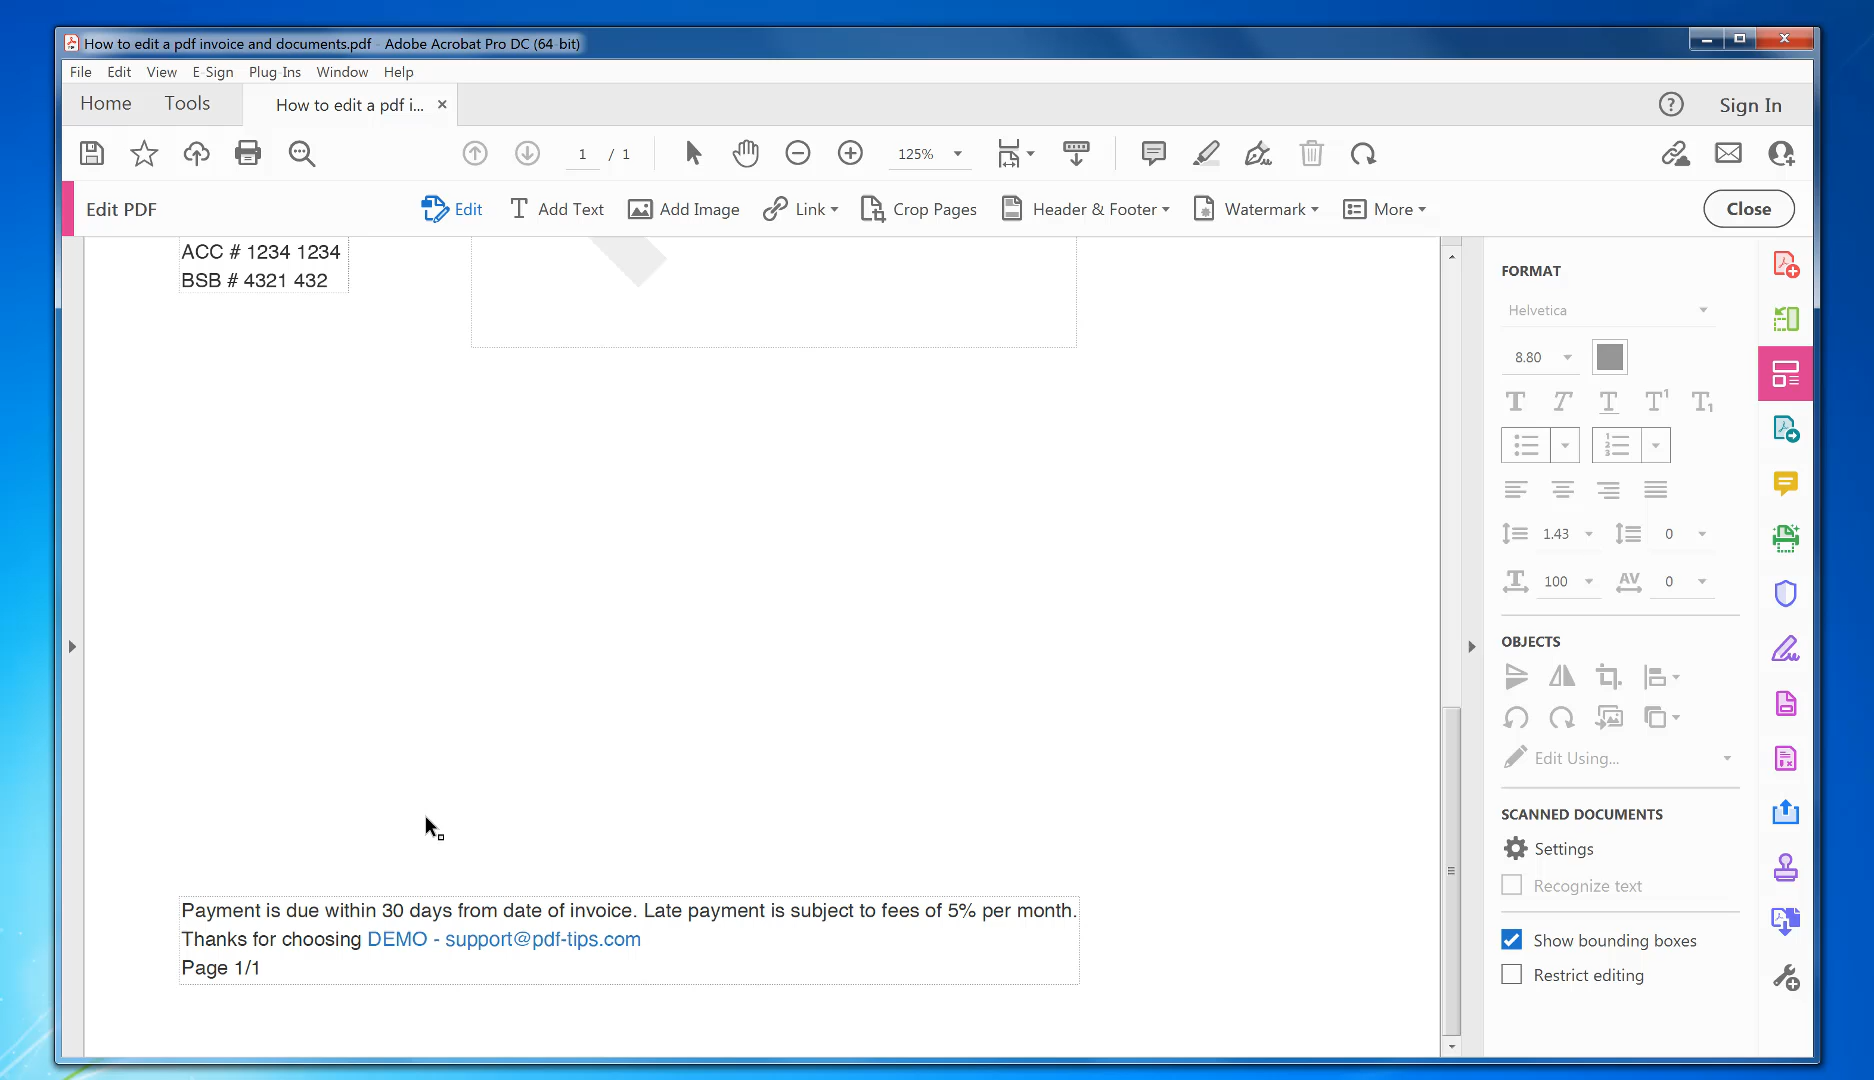 How to edit a pdf invoice and documents.pdf - Adobe Acrobat Pro DC (64-bit)
File Edit View E-Sign Plug-Ins Window Help
Home Tools How to edit a pdf i... Sign In
1 / 1 125%
Edit PDF Edit Add Text Add Image Link Crop Pages Header & Footer Watermark More Close
ACC # 1234 1234
BSB # 4321 432
Payment is due within 30 days from date of invoice. Late payment is subject to fees of 5% per month.
Thanks for choosing DEMO - support@pdf-tips.com
Page 1/1
FORMAT
Helvetica
8.80
1.43 0
100 0
OBJECTS
Edit Using...
SCANNED DOCUMENTS
Settings
Recognize text
Show bounding boxes
Restrict editing